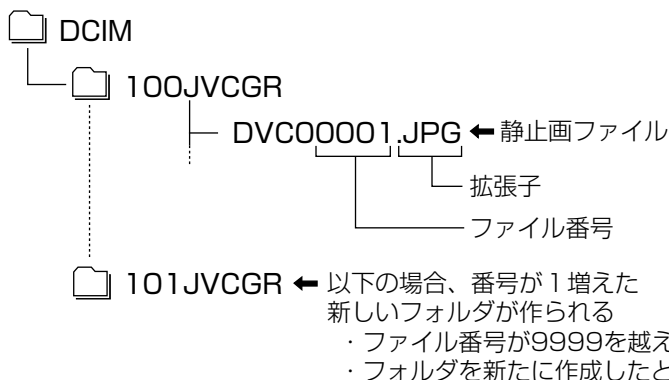 DCIM
100JVCGR
DVC00001.JPG ⬅ 静止画ファイル
拡張子
ファイル番号
101JVCGR ⬅ 以下の場合、番号が1増えた
新しいフォルダが作られる
・ファイル番号が9999を越え
・フォルダを新たに作成したと